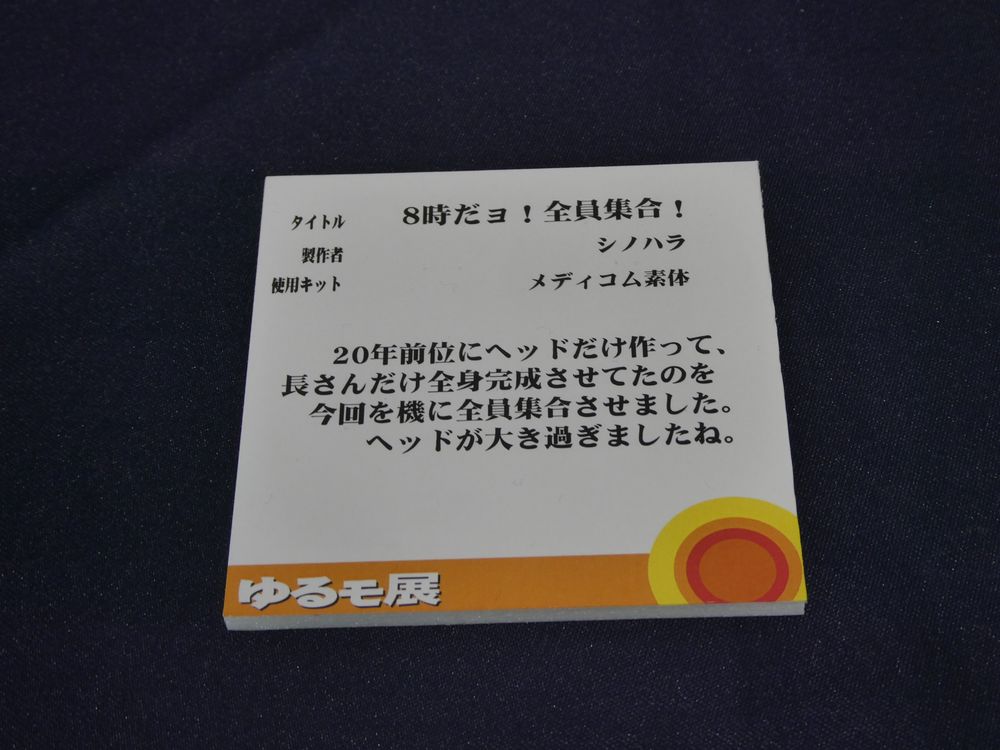 タイトル 8時だョ！全員集合！
製作者 シノハラ
使用キット メディコム素体
20年前位にヘッドだけ作って、
長さんだけ全身完成させてたのを
今回を機に全員集合させました。
ヘッドが大き過ぎましたね。
ゆるモ展